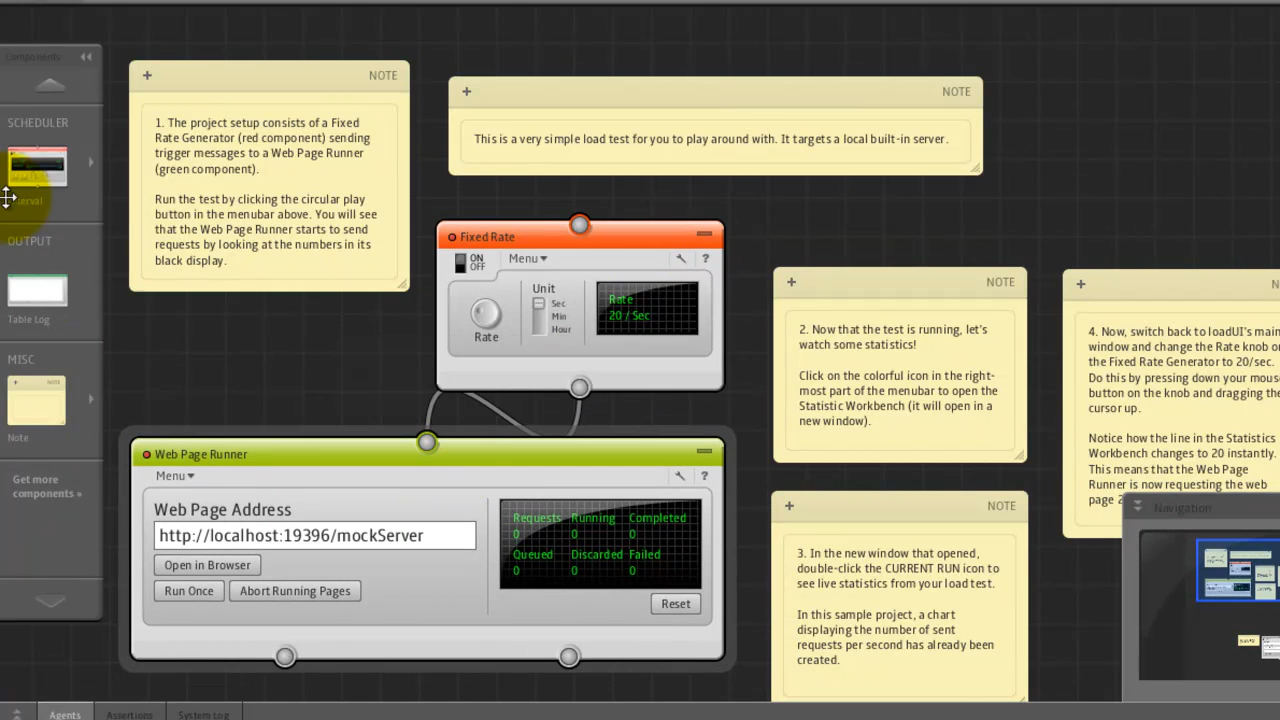 Components
SCHEDULER
Interval
OUTPUT
Table Log
MISC
NOTE
Note
Get more
components »
NOTE
1. The project setup consists of a Fixed
Rate Generator (red component) sending
trigger messages to a Web Page Runner
(green component).
Run the test by clicking the circular play
button in the menubar above. You will see
that the Web Page Runner starts to send
requests by looking at the numbers in its
black display.
NOTE
This is a very simple load test for you to play around with. It targets a local built-in server.
Fixed Rate
ON
OFF
Menu
?
Rate
Unit
Sec
Min
Hour
Rate
20 / Sec
Web Page Runner
Menu
?
Web Page Address
http://localhost:19396/mockServer
Open in Browser
Run Once
Abort Running Pages
Requests Running Completed
0 0 0
Queued Discarded Failed
0 0 0
Reset
NOTE
2. Now that the test is running, let's
watch some statistics!
Click on the colorful icon in the right-
most part of the menubar to open the
Statistic Workbench (it will open in a
new window).
NOTE
3. In the new window that opened,
double-click the CURRENT RUN icon to
see live statistics from your load test.
In this sample project, a chart
displaying the number of sent
requests per second has already been
created.
4. Now, switch back to loadUI's main
window and change the Rate knob on
the Fixed Rate Generator to 20/sec.
Do this by pressing down your mouse
button on the knob and dragging the
cursor up.
Notice how the line in the Statistics
Workbench changes to 20 instantly.
This means that the Web Page
Runner is now requesting the web
page
Navigation
Agents
Assertions
System Log